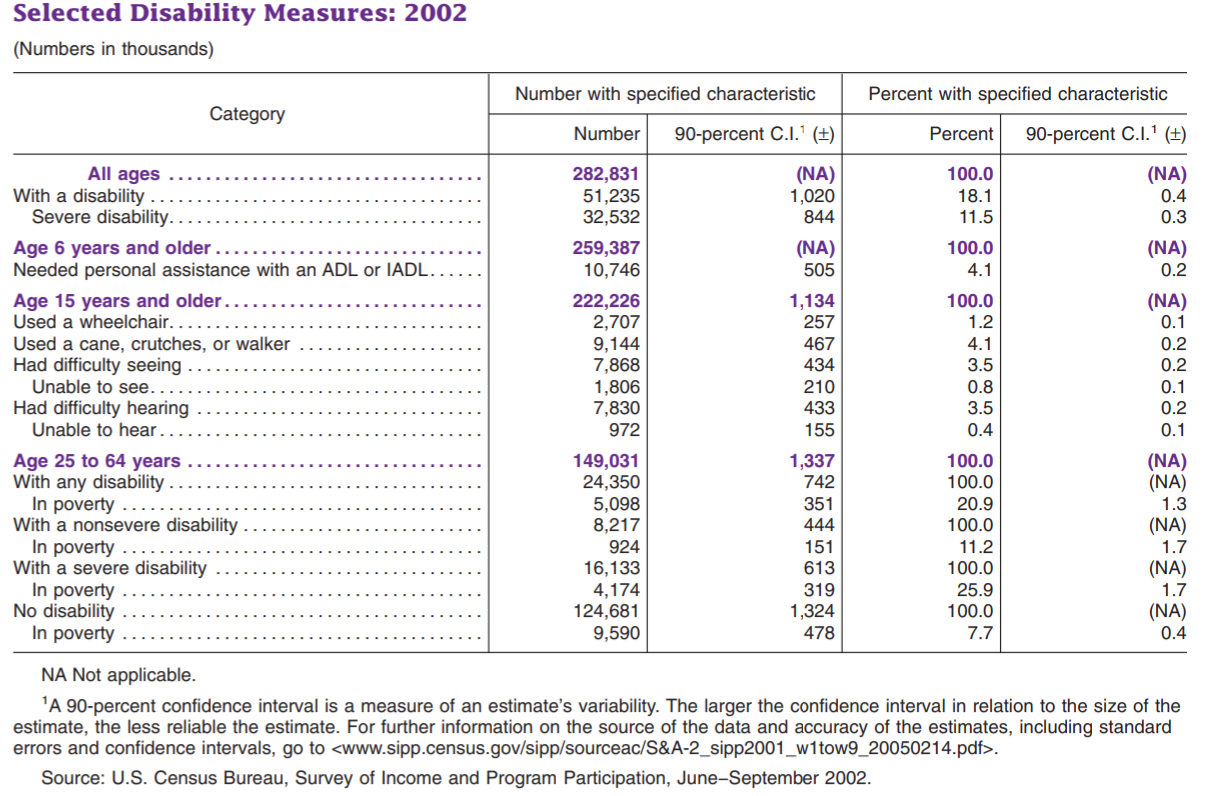 Selected Disability Measures: 2002
(Numbers in thousands)
Category
Number with specified characteristic
Percent with specified characteristic
Number 90-percent C.I.¹ (±) Percent 90-percent C.I.¹ (±)
All ages .................................. 282,831 (NA) 100.0 (NA)
With a disability .................................... 51,235 1,020 18.1 0.4
Severe disability.................................. 32,532 844 11.5 0.3
Age 6 years and older ............................. 259,387 (NA) 100.0 (NA)
Needed personal assistance with an ADL or IADL...... 10,746 505 4.1 0.2
Age 15 years and older............................ 222,226 1,134 100.0 (NA)
Used a wheelchair.................................. 2,707 257 1.2 0.1
Used a cane, crutches, or walker .................... 9,144 467 4.1 0.2
Had difficulty seeing ................................ 7,868 434 3.5 0.2
Unable to see.................................... 1,806 210 0.8 0.1
Had difficulty hearing ............................... 7,830 433 3.5 0.2
Unable to hear................................... 972 155 0.4 0.1
Age 25 to 64 years ................................ 149,031 1,337 100.0 (NA)
With any disability .................................. 24,350 742 100.0 (NA)
In poverty ....................................... 5,098 351 20.9 1.3
With a nonsevere disability .......................... 8,217 444 100.0 (NA)
In poverty ....................................... 924 151 11.2 1.7
With a severe disability ............................. 16,133 613 100.0 (NA)
In poverty ....................................... 4,174 319 25.9 1.7
No disability ....................................... 124,681 1,324 100.0 (NA)
In poverty ....................................... 9,590 478 7.7 0.4
NA Not applicable.
¹A 90-percent confidence interval is a measure of an estimate's variability. The larger the confidence interval in relation to the size of the
estimate, the less reliable the estimate. For further information on the source of the data and accuracy of the estimates, including standard
errors and confidence intervals, go to <www.sipp.census.gov/sipp/sourceac/S&A-2_sipp2001_w1tow9_20050214.pdf>.
Source: U.S. Census Bureau, Survey of Income and Program Participation, June–September 2002.